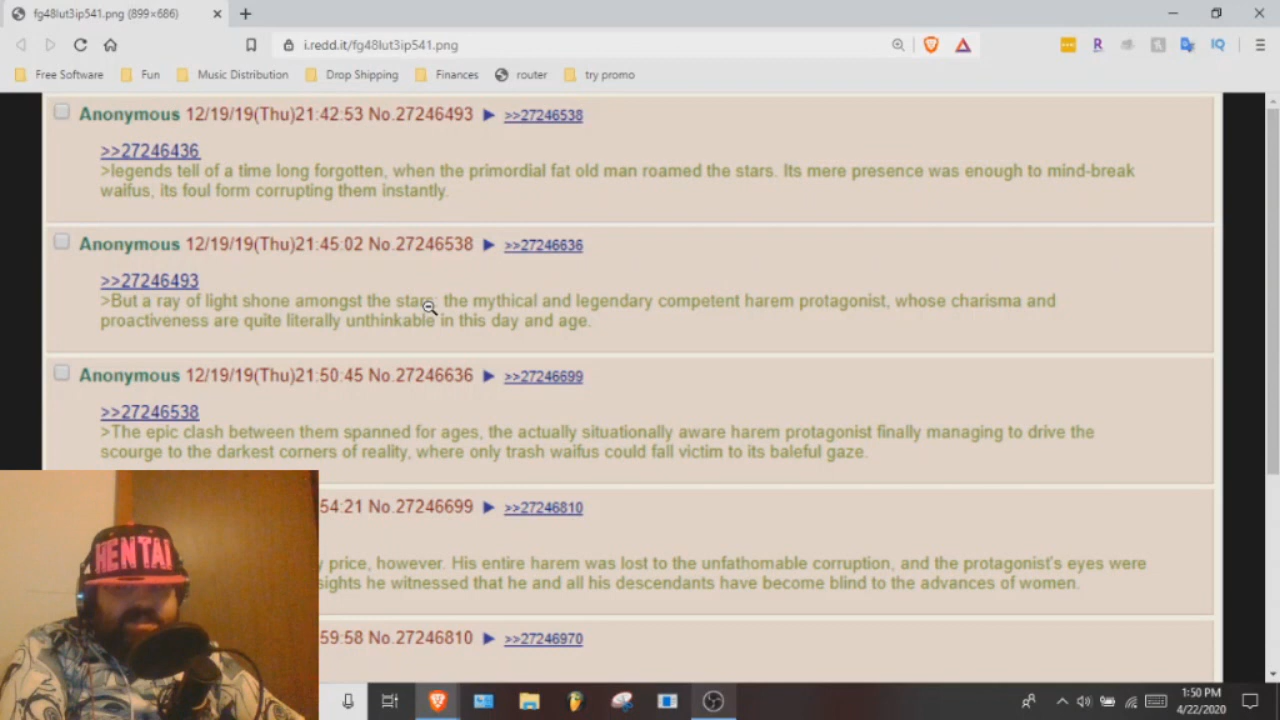 fg48lut3ip541.png (899×686)
i.redd.it/fg48lut3ip541.png
R
IQ
Free Software
Fun
Music Distribution
Drop Shipping
Finances
router
try promo
Anonymous 12/19/19(Thu)21:42:53 No.27246493 ▶ >>27246538
>>27246436
>legends tell of a time long forgotten, when the primordial fat old man roamed the stars. Its mere presence was enough to mind-break
waifus, its foul form corrupting them instantly.
Anonymous 12/19/19(Thu)21:45:02 No.27246538 ▶ >>27246636
>>27246493
>But a ray of light shone amongst the stars: the mythical and legendary competent harem protagonist, whose charisma and
proactiveness are quite literally unthinkable in this day and age.
Anonymous 12/19/19(Thu)21:50:45 No.27246636 ▶ >>27246699
>>27246538
>The epic clash between them spanned for ages, the actually situationally aware harem protagonist finally managing to drive the
scourge to the darkest corners of reality, where only trash waifus could fall victim to its baleful gaze.
54:21 No.27246699 ▶ >>27246810
y price, however. His entire harem was lost to the unfathomable corruption, and the protagonist's eyes were
sights he witnessed that he and all his descendants have become blind to the advances of women.
59:58 No.27246810 ▶ >>27246970
HENTAI
1:50 PM
4/22/2020